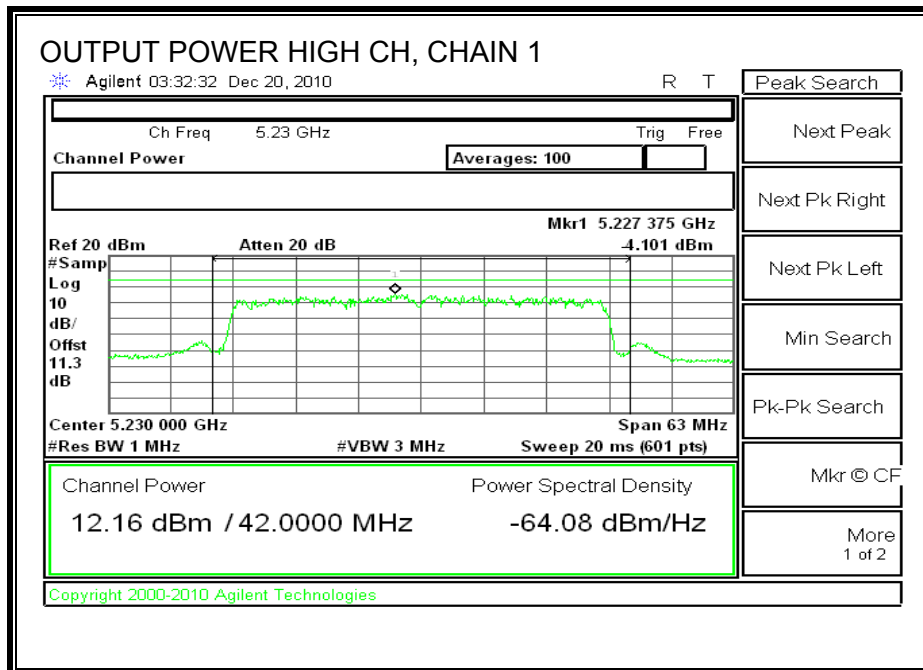 OUTPUT POWER HIGH CH, CHAIN 1
Agilent 03:32:32 Dec 20, 2010 R T
Peak Search
Ch Freq 5.23 GHz Trig Free
Next Peak
Channel Power Averages: 100
Next Pk Right
Mkr1 5.227 375 GHz
Ref 20 dBm Atten 20 dB -4.101 dBm
#Samp
Log
10
dB/
Offst
11.3
dB
1
Next Pk Left
Min Search
Pk-Pk Search
Center 5.230 000 GHz Span 63 MHz
#Res BW 1 MHz #VBW 3 MHz Sweep 20 ms (601 pts)
Channel Power Power Spectral Density
Mkr © CF
12.16 dBm / 42.0000 MHz -64.08 dBm/Hz
More
1 of 2
Copyright 2000-2010 Agilent Technologies